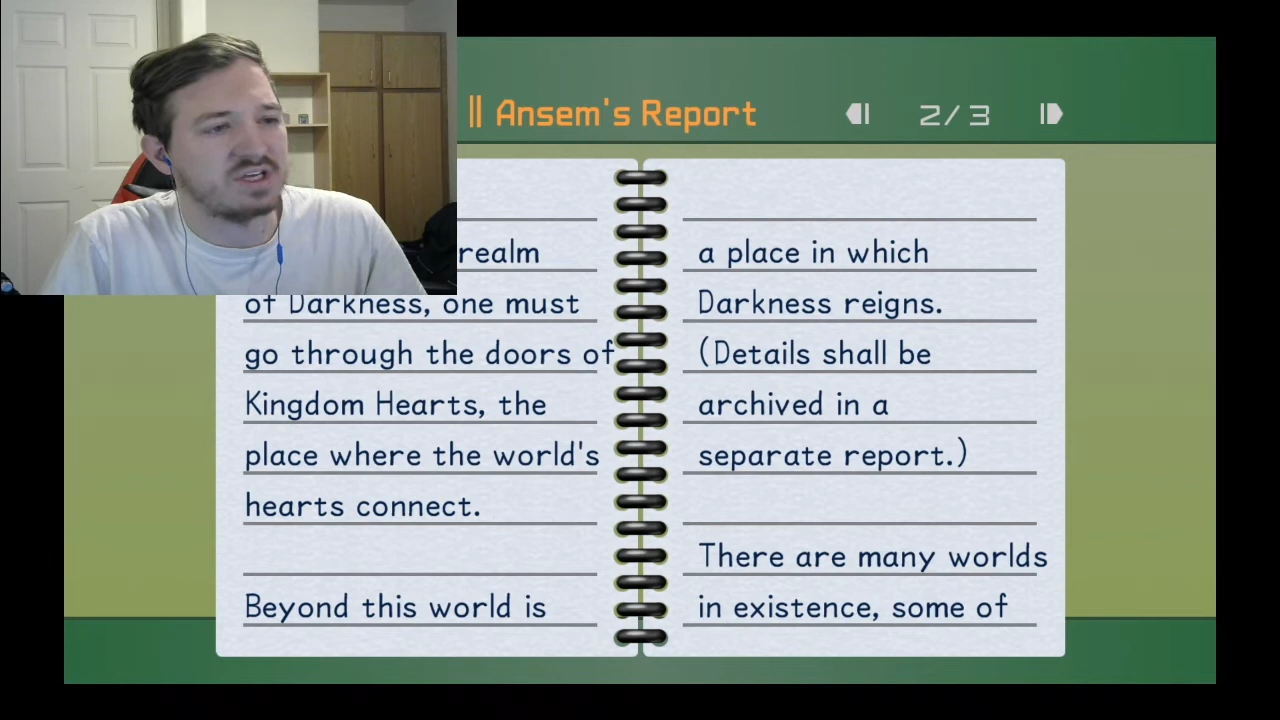 || Ansem's Report
2/3
realm
of Darkness, one must
go through the doors of
Kingdom Hearts, the
place where the world's
hearts connect.
Beyond this world is
a place in which
Darkness reigns.
(Details shall be
archived in a
separate report.)
There are many worlds
in existence, some of